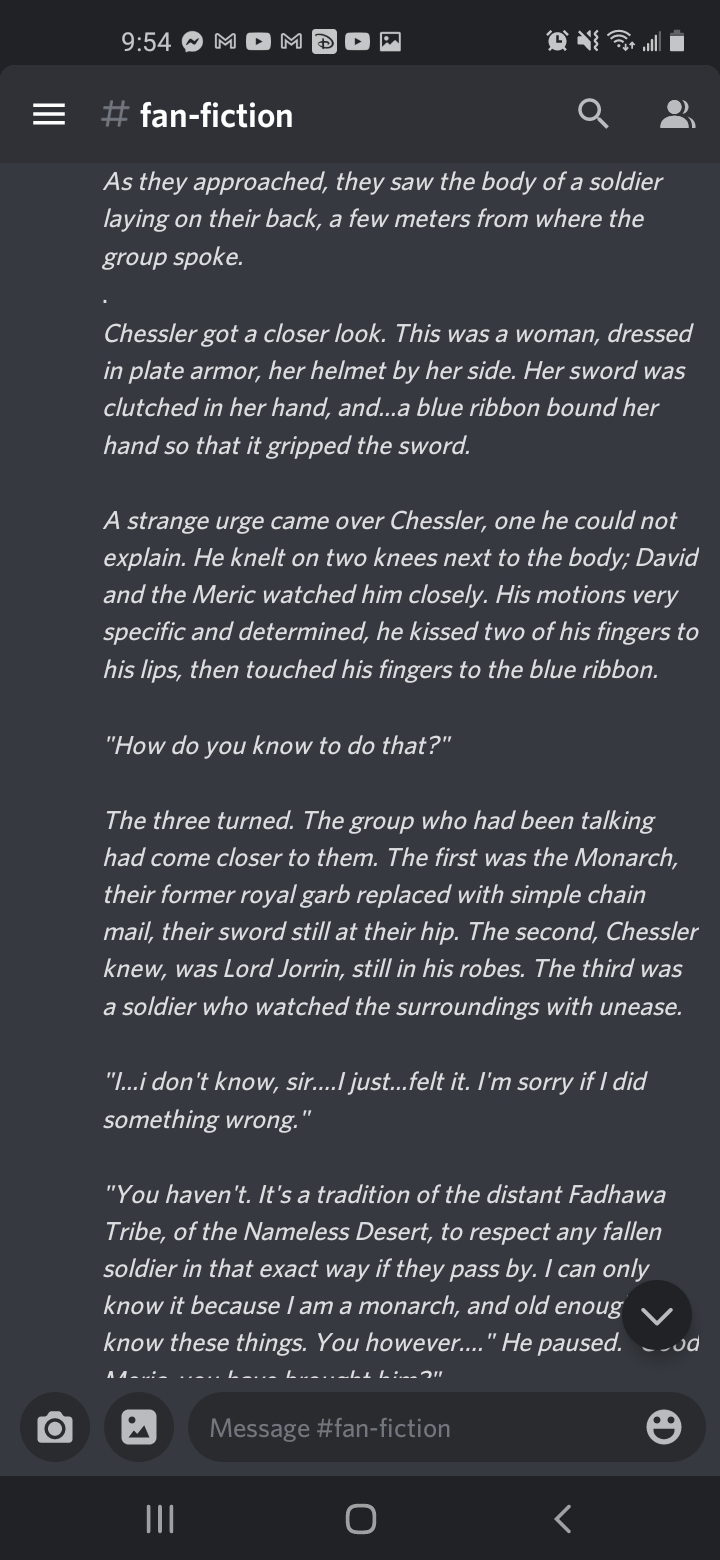 9:54
# fan-fiction
As they approached, they saw the body of a soldier
laying on their back, a few meters from where the
group spoke.
.
Chessler got a closer look. This was a woman, dressed
in plate armor, her helmet by her side. Her sword was
clutched in her hand, and...a blue ribbon bound her
hand so that it gripped the sword.
A strange urge came over Chessler, one he could not
explain. He knelt on two knees next to the body; David
and the Meric watched him closely. His motions very
specific and determined, he kissed two of his fingers to
his lips, then touched his fingers to the blue ribbon.
"How do you know to do that?"
The three turned. The group who had been talking
had come closer to them. The first was the Monarch,
their former royal garb replaced with simple chain
mail, their sword still at their hip. The second, Chessler
knew, was Lord Jorrin, still in his robes. The third was
a soldier who watched the surroundings with unease.
"I...i don't know, sir....I just...felt it. I'm sorry if I did
something wrong."
"You haven't. It's a tradition of the distant Fadhawa
Tribe, of the Nameless Desert, to respect any fallen
soldier in that exact way if they pass by. I can only
know it because I am a monarch, and old
know these things. You however...." He paused.
you have brought him?"
Message #fan-fiction